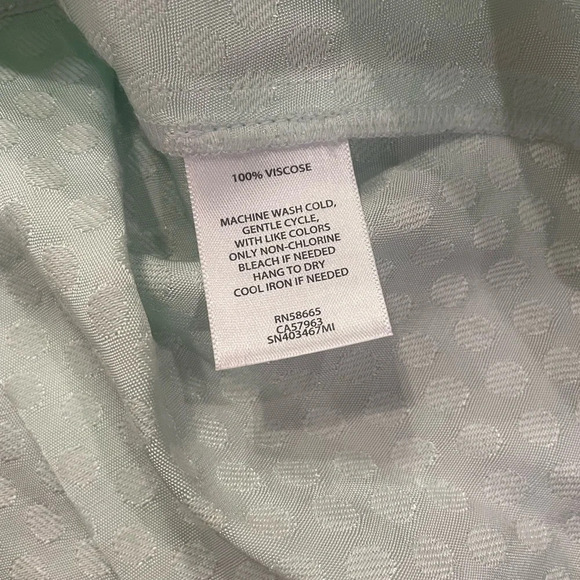 100% VISCOSE
MACHINE WASH COLD,
GENTLE CYCLE,
WITH LIKE COLORS
ONLY NON-CHLORINE
BLEACH IF NEEDED
HANG TO DRY
COOL IRON IF NEEDED
RN58665
CA57963
SN403467MI